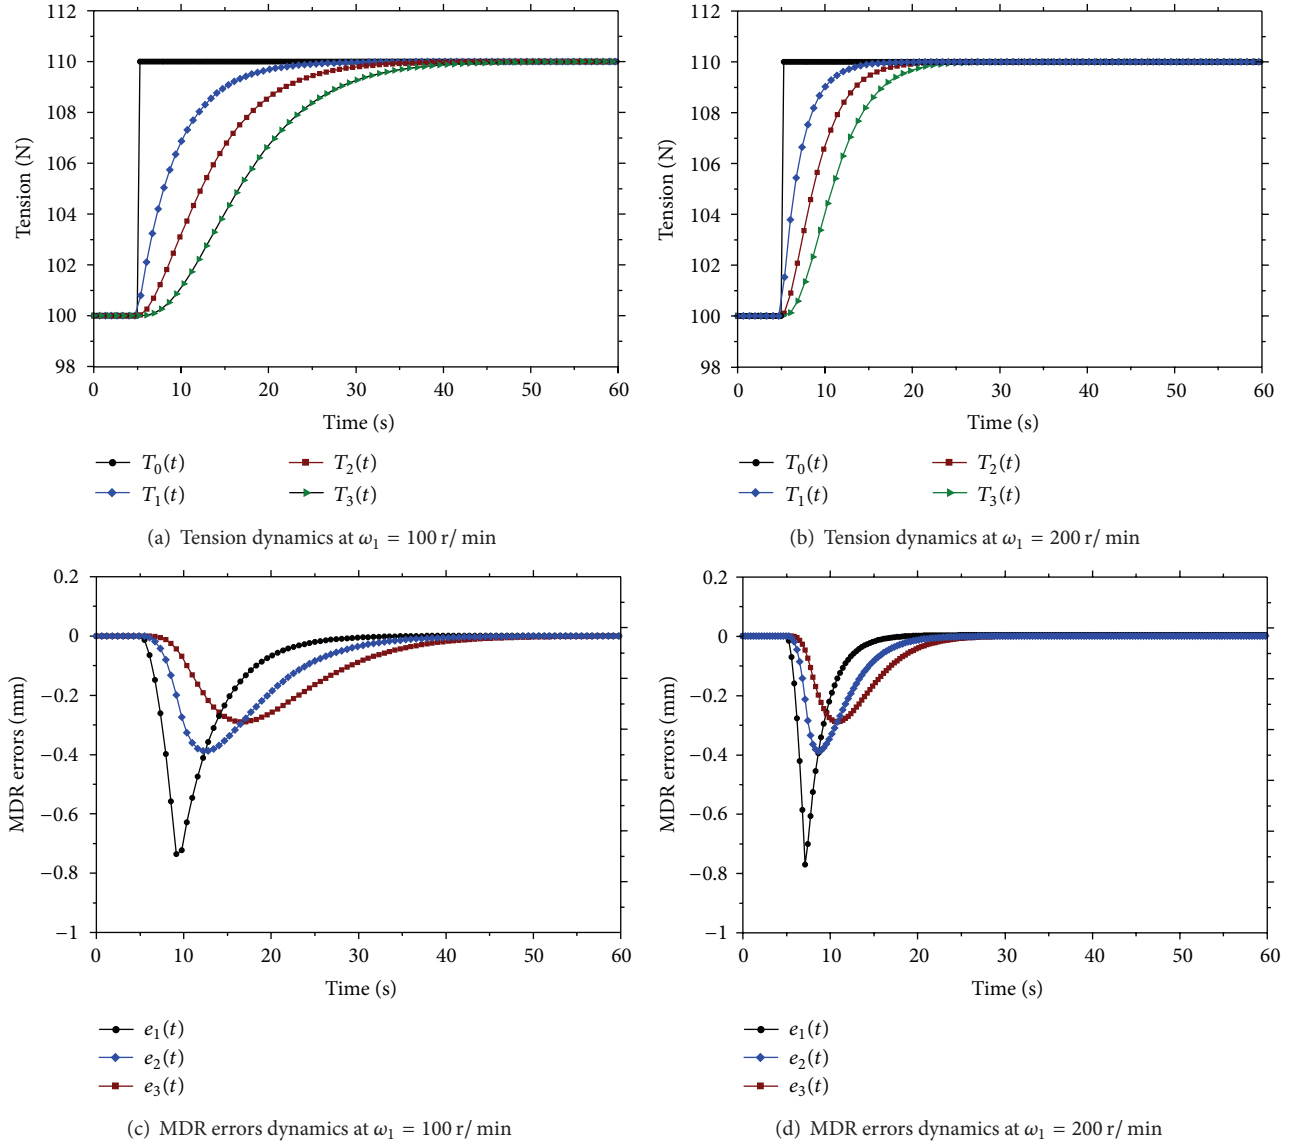 112
110
108
106
104
102
100
98
Tension (N)
0 10 20 30 40 50 60
Time (s)
T₀(t) T₂(t)
T₁(t) T₃(t)
(a) Tension dynamics at ω₁ = 100 r/ min
112
110
108
106
104
102
100
98
Tension (N)
0 10 20 30 40 50 60
Time (s)
T₀(t) T₂(t)
T₁(t) T₃(t)
(b) Tension dynamics at ω₁ = 200 r/ min
0.2
0
−0.2
−0.4
−0.6
−0.8
−1
MDR errors (mm)
0 10 20 30 40 50 60
Time (s)
e₁(t)
e₂(t)
e₃(t)
(c) MDR errors dynamics at ω₁ = 100 r/ min
0.2
0
−0.2
−0.4
−0.6
−0.8
−1
MDR errors (mm)
0 10 20 30 40 50 60
Time (s)
e₁(t)
e₂(t)
e₃(t)
(d) MDR errors dynamics at ω₁ = 200 r/ min